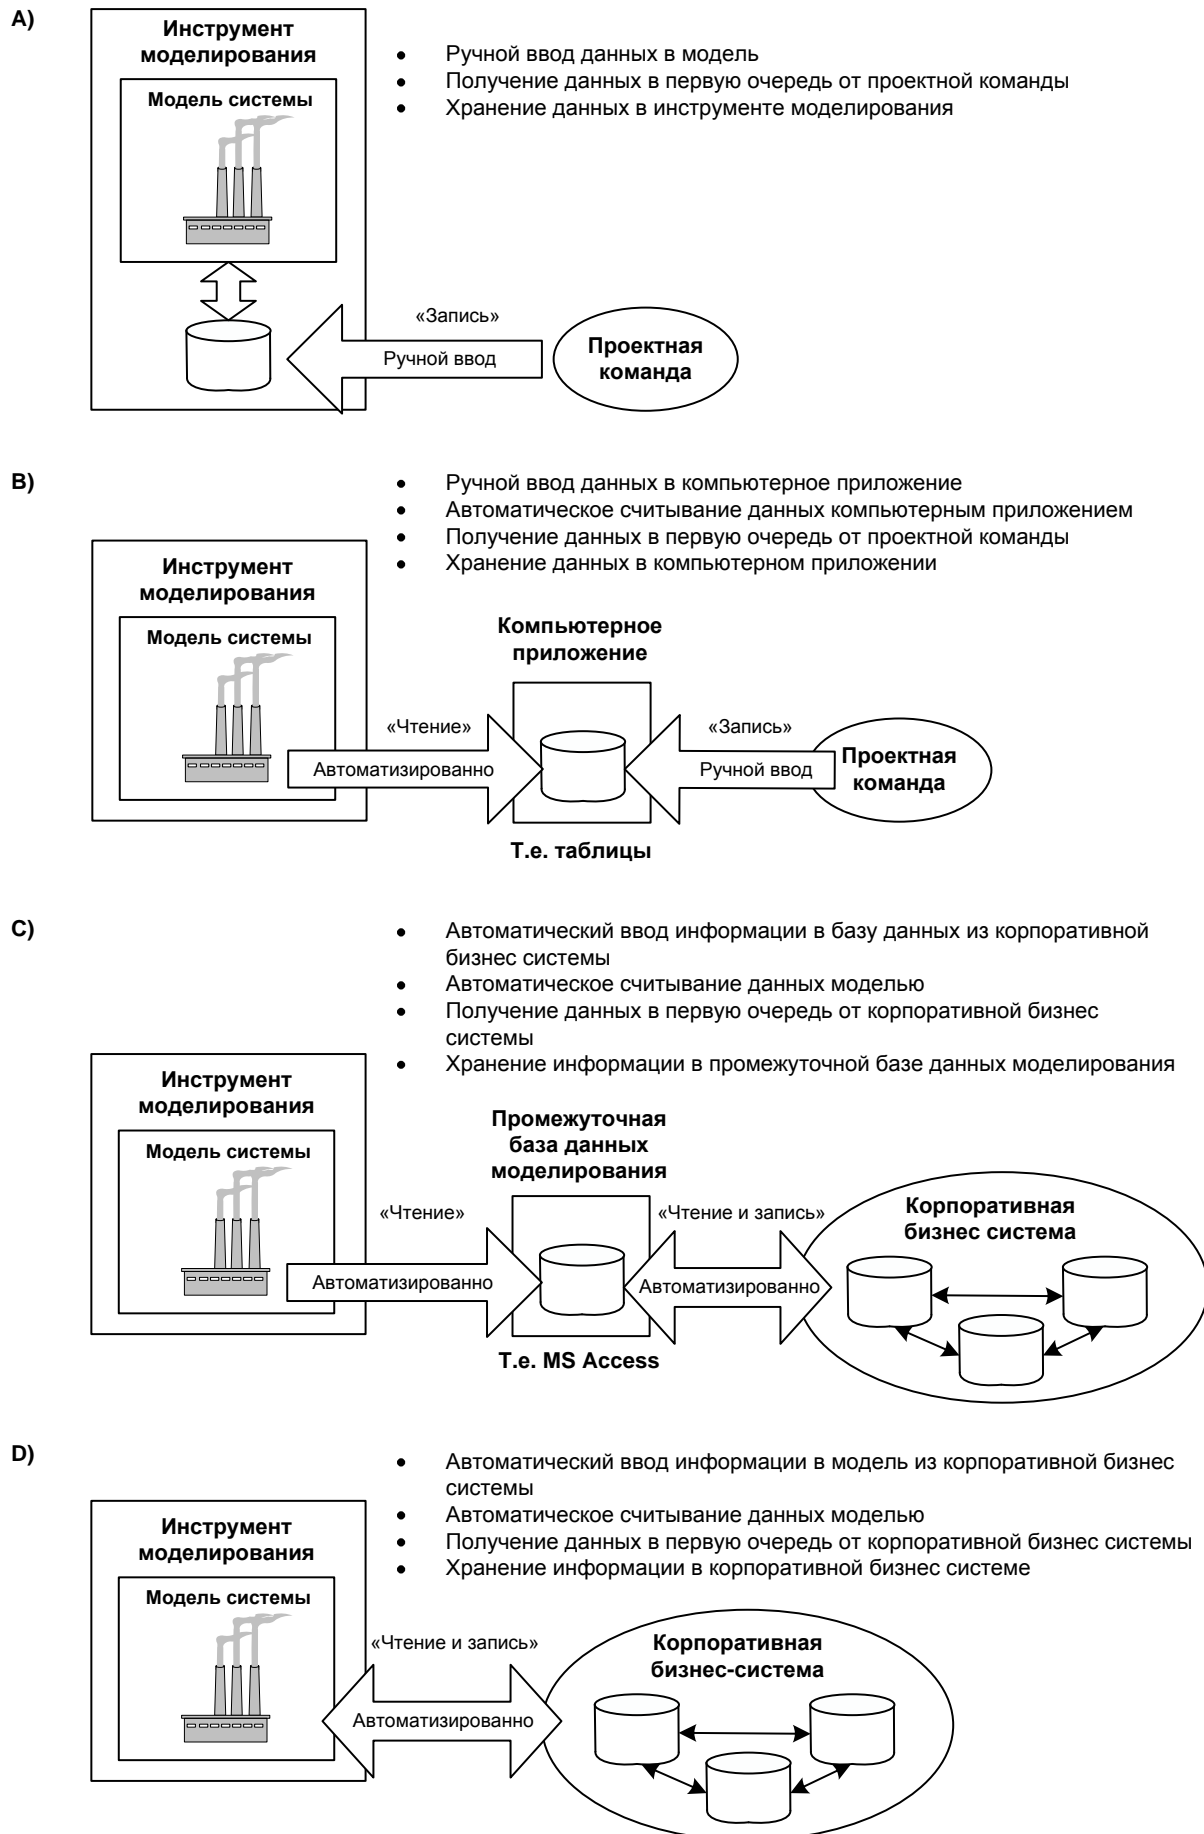 A)
Инструмент
моделирования
Модель системы
• Ручной ввод данных в модель
• Получение данных в первую очередь от проектной команды
• Хранение данных в инструменте моделирования
«Запись»
Ручной ввод
Проектная
команда
B)
• Ручной ввод данных в компьютерное приложение
• Автоматическое считывание данных компьютерным приложением
• Получение данных в первую очередь от проектной команды
• Хранение данных в компьютерном приложении
Инструмент
моделирования
Модель системы
Компьютерное
приложение
«Чтение»
Автоматизированно
«Запись»
Ручной ввод
Проектная
команда
Т.е. таблицы
C)
• Автоматический ввод информации в базу данных из корпоративной
бизнес системы
• Автоматическое считывание данных моделью
• Получение данных в первую очередь от корпоративной бизнес
системы
• Хранение информации в промежуточной базе данных моделирования
Инструмент
моделирования
Модель системы
Промежуточная
база данных
моделирования
«Чтение»
Автоматизированно
«Чтение и запись»
Автоматизированно
Корпоративная
бизнес система
Т.е. MS Access
D)
• Автоматический ввод информации в модель из корпоративной бизнес
системы
• Автоматическое считывание данных моделью
• Получение данных в первую очередь от корпоративной бизнес системы
• Хранение информации в корпоративной бизнес системе
Инструмент
моделирования
Модель системы
«Чтение и запись»
Автоматизированно
Корпоративная
бизнес-система